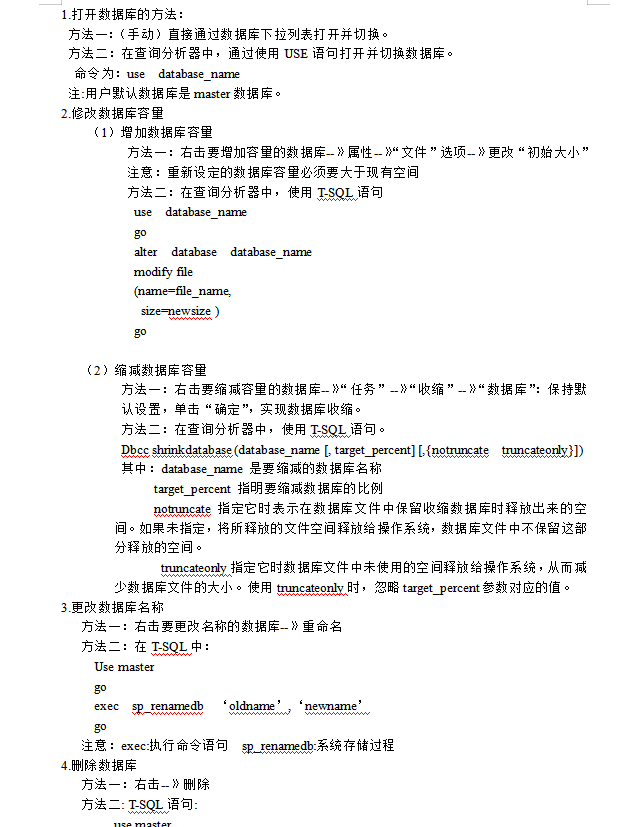 1.打开数据库的方法：
方法一：（手动）直接通过数据库下拉列表打开并切换。
方法二：在查询分析器中，通过使用 USE 语句打开并切换数据库。
命令为：use database_name
注:用户默认数据库是 master 数据库。
2.修改数据库容量
（1）增加数据库容量
方法一：右击要增加容量的数据库--》属性--》“文件”选项--》更改“初始大小”
注意：重新设定的数据库容量必须要大于现有空间
方法二：在查询分析器中，使用 T-SQL 语句
use database_name
go
alter database database_name
modify file
(name=file_name,
size=newsize )
go
（2）缩减数据库容量
方法一：右击要缩减容量的数据库--》“任务”--》“收缩”--》“数据库”：保持默
认设置，单击“确定”，实现数据库收缩。
方法二：在查询分析器中，使用 T-SQL 语句。
Dbcc shrinkdatabase (database_name [, target_percent] [,{notruncate truncateonly}])
其中：database_name 是要缩减的数据库名称
target_percent 指明要缩减数据库的比例
notruncate 指定它时表示在数据库文件中保留收缩数据库时释放出来的空
间。如果未指定，将所释放的文件空间释放给操作系统，数据库文件中不保留这部
分释放的空间。
truncateonly 指定它时数据库文件中未使用的空间释放给操作系统，从而减
少数据库文件的大小。使用 truncateonly 时，忽略 target_percent 参数对应的值。
3.更改数据库名称
方法一：右击要更改名称的数据库--》重命名
方法二：在 T-SQL 中：
Use master
go
exec sp_renamedb ‘oldname’,‘newname’
go
注意：exec:执行命令语句 sp_renamedb:系统存储过程
4.删除数据库
方法一：右击--》删除
方法二: T-SQL 语句:
use master